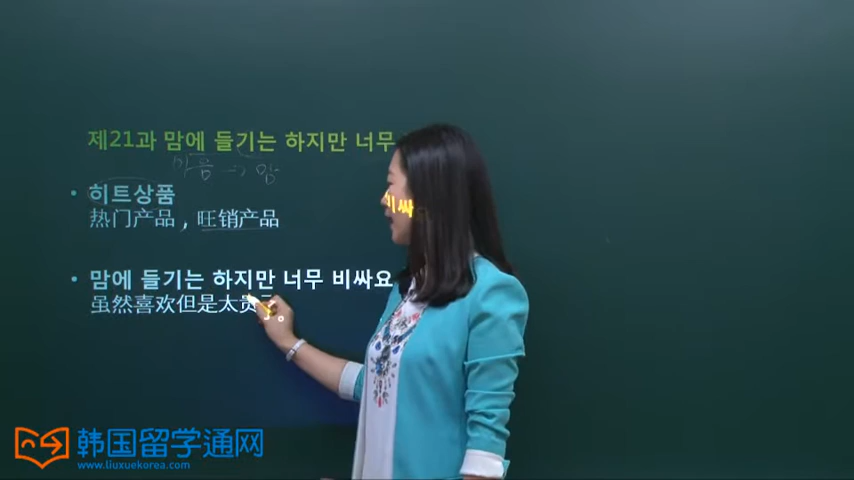 제21과 맘에 들기는 하지만 너무
마음 → 맘
• 히트상품
热门产品，旺销产品
• 맘에 들기는 하지만 너무 비싸요
虽然喜欢但是太贵了。
비싸
韩国留学通网
www.liuxuekorea.com